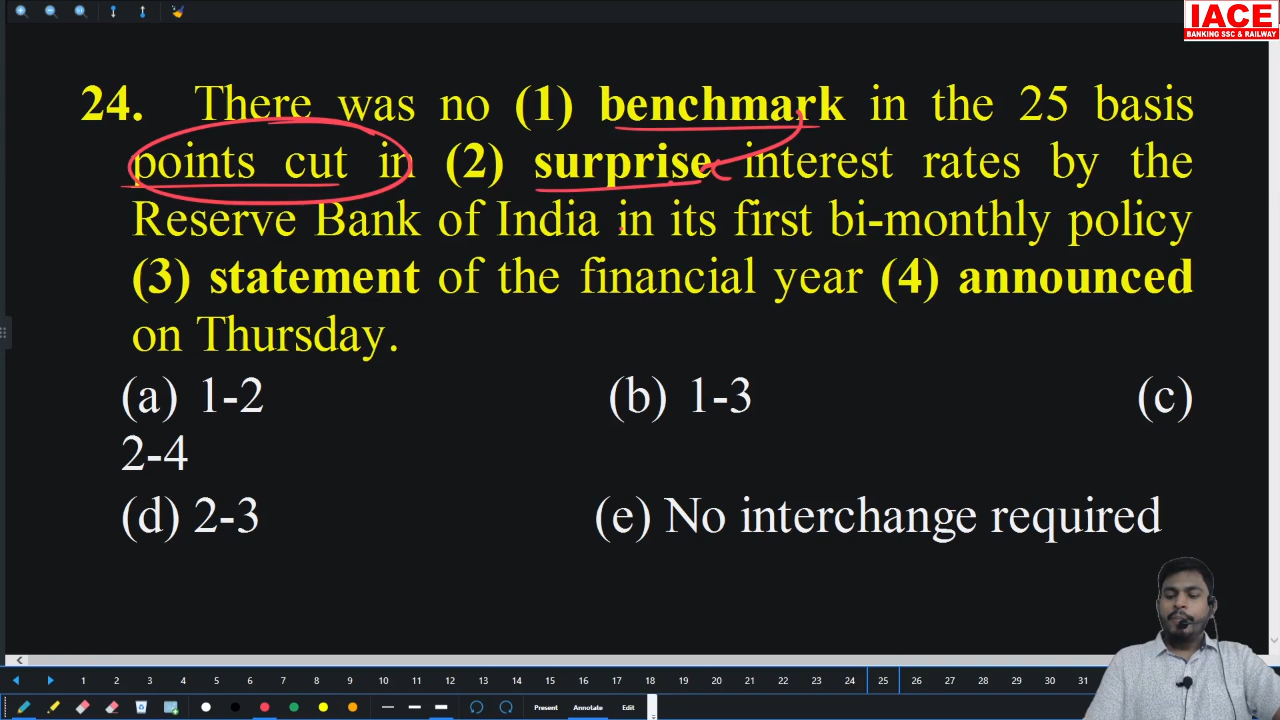 IACE
BANKING SSC & RAILWAY
24. There was no (1) benchmark in the 25 basis
points cut in (2) surprise interest rates by the
Reserve Bank of India in its first bi-monthly policy
(3) statement of the financial year (4) announced
on Thursday.
(a) 1-2 (b) 1-3 (c)
2-4
(d) 2-3 (e) No interchange required
1 2 3 4 5 6 7 8 9 10 11 12 13 14 15 16 17 18 19 20 21 22 23 24 25 26 27 28 29 30 31
Present Annotate Edit